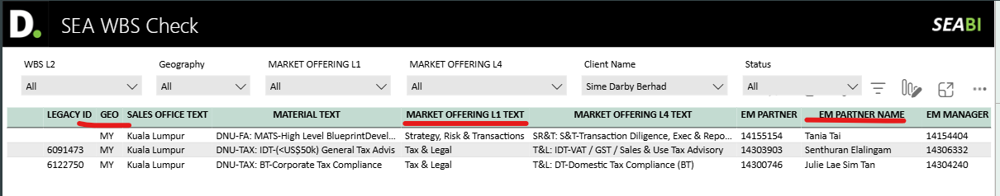 D. SEA WBS Check SEABI
WBS L2 Geography MARKET OFFERING L1 MARKET OFFERING L4 Client Name Status
All All All All Sime Darby Berhad All
LEGACY ID GEO SALES OFFICE TEXT MATERIAL TEXT MARKET OFFERING L1 TEXT MARKET OFFERING L4 TEXT EM PARTNER EM PARTNER NAME EM MANAGER
MY Kuala Lumpur DNU-FA: MATS-High Level BlueprintDevel... Strategy, Risk & Transactions SR&T: S&T-Transaction Diligence, Exec & Repo... 14155154 Tania Tai 14154404
6091473 MY Kuala Lumpur DNU-TAX: IDT-(<US$50k) General Tax Advis Tax & Legal T&L: IDT-VAT / GST / Sales & Use Tax Advisory 14303903 Senthuran Elalingam 14306332
6122750 MY Kuala Lumpur DNU-TAX: BT-Corporate Tax Compliance Tax & Legal T&L: DT-Domestic Tax Compliance (BT) 14300746 Julie Lae Sim Tan 14304240